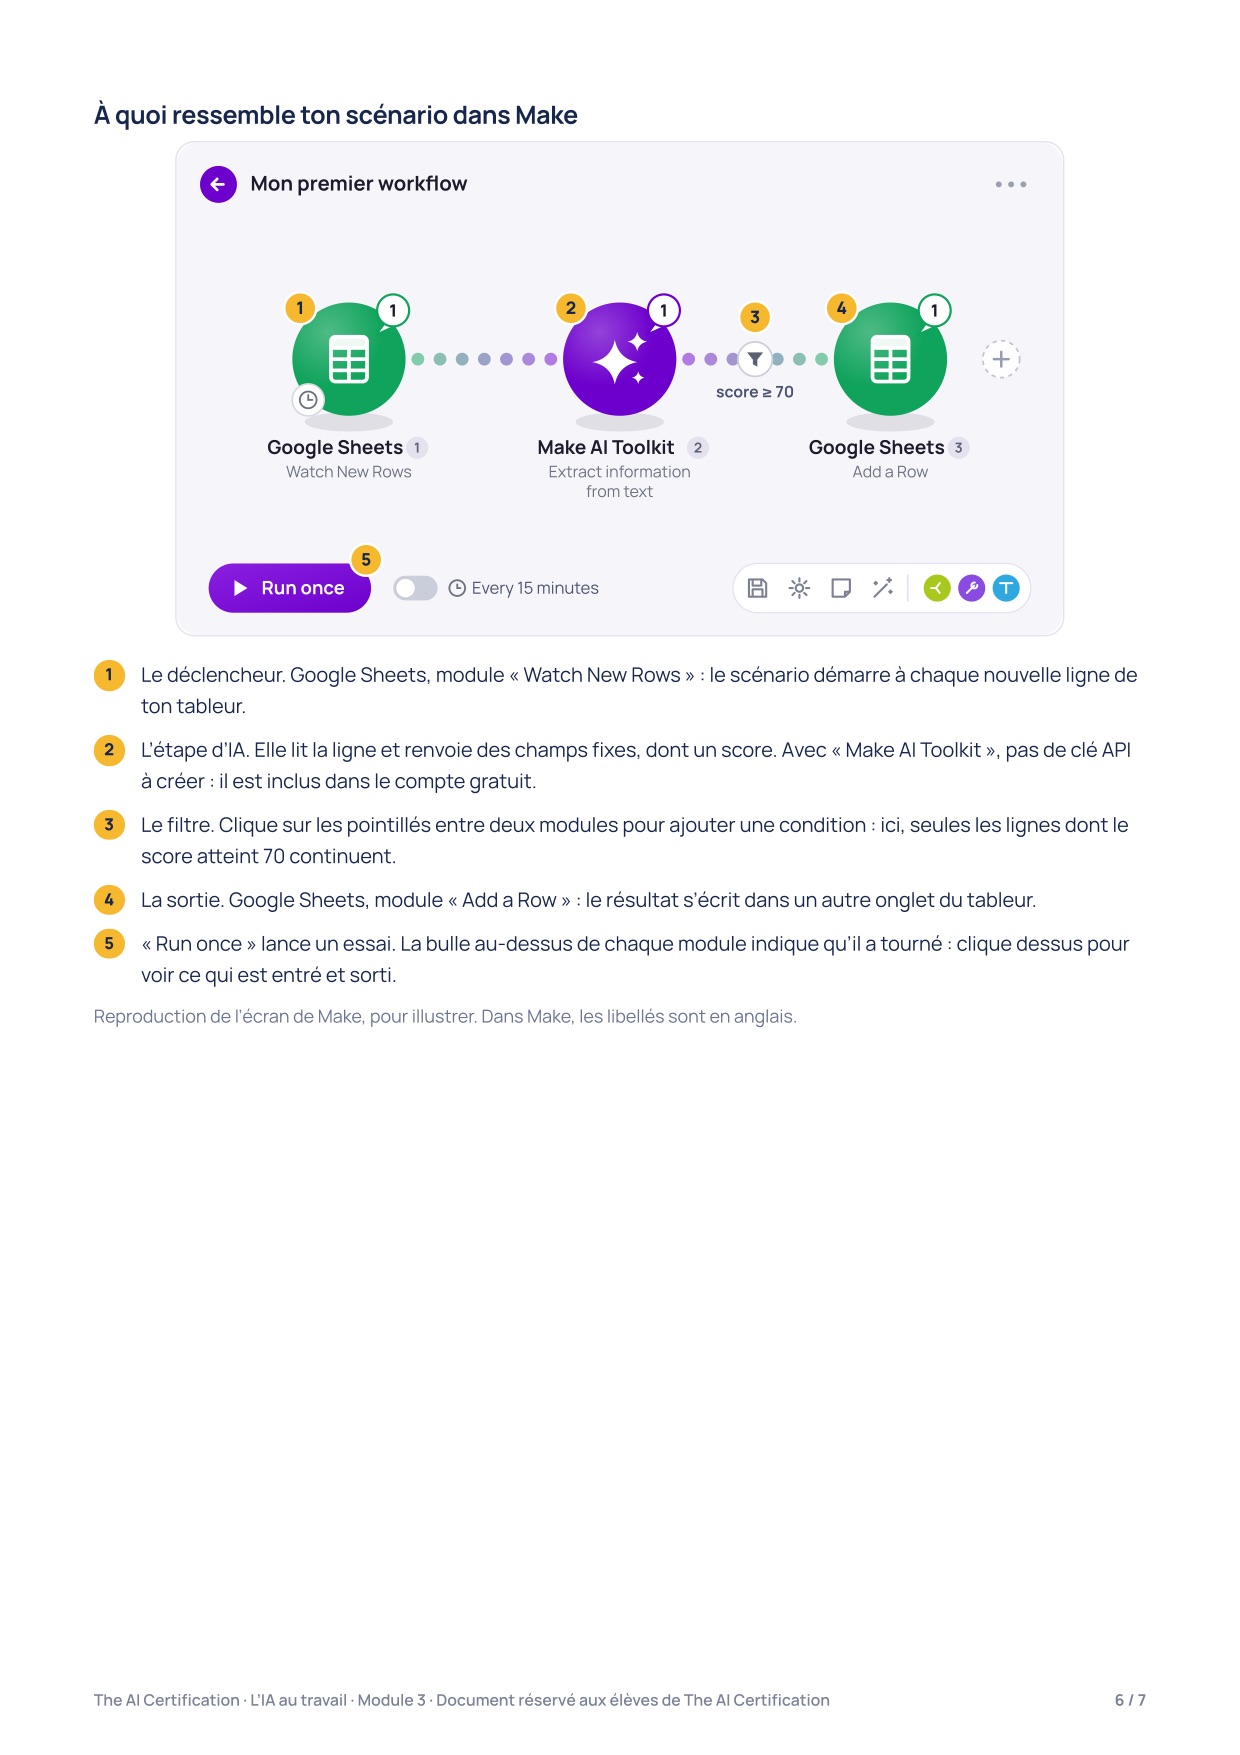 À quoi ressemble ton scénario dans Make
Mon premier workflow
1
1
2
1
3
4
1
score ≥ 70
Google Sheets 1
Make AI Toolkit 2
Google Sheets 3
Watch New Rows
Extract information
from text
Add a Row
5
Run once
Every 15 minutes
1 Le déclencheur. Google Sheets, module « Watch New Rows » : le scénario démarre à chaque nouvelle ligne de
ton tableur.
2 L’étape d’IA. Elle lit la ligne et renvoie des champs fixes, dont un score. Avec « Make AI Toolkit », pas de clé API
à créer : il est inclus dans le compte gratuit.
3 Le filtre. Clique sur les pointillés entre deux modules pour ajouter une condition : ici, seules les lignes dont le
score atteint 70 continuent.
4 La sortie. Google Sheets, module « Add a Row » : le résultat s’écrit dans un autre onglet du tableur.
5 « Run once » lance un essai. La bulle au-dessus de chaque module indique qu’il a tourné : clique dessus pour
voir ce qui est entré et sorti.
Reproduction de l’écran de Make, pour illustrer. Dans Make, les libellés sont en anglais.
The AI Certification · L’IA au travail · Module 3 · Document réservé aux élèves de The AI Certification
6 / 7